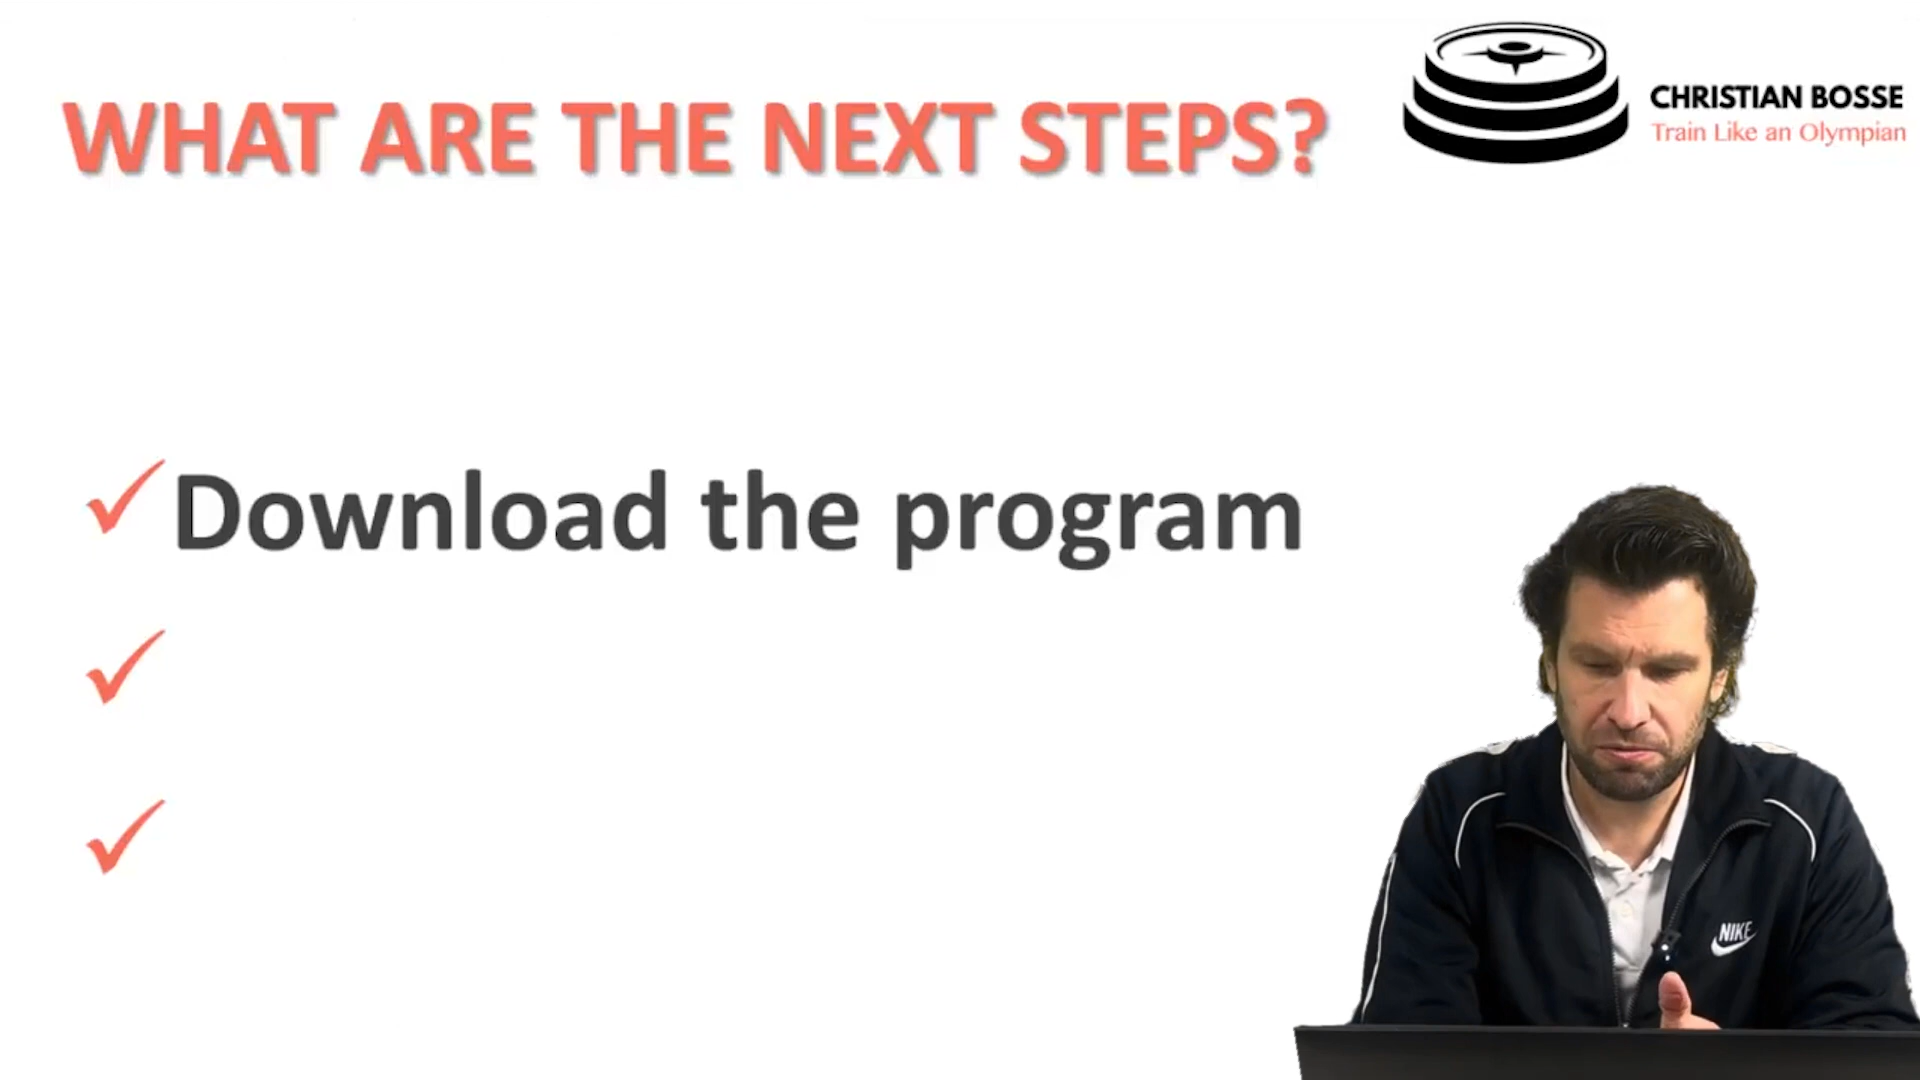 WHAT ARE THE NEXT STEPS?
CHRISTIAN BOSSE
Train Like an Olympian
Download the program
NIKE